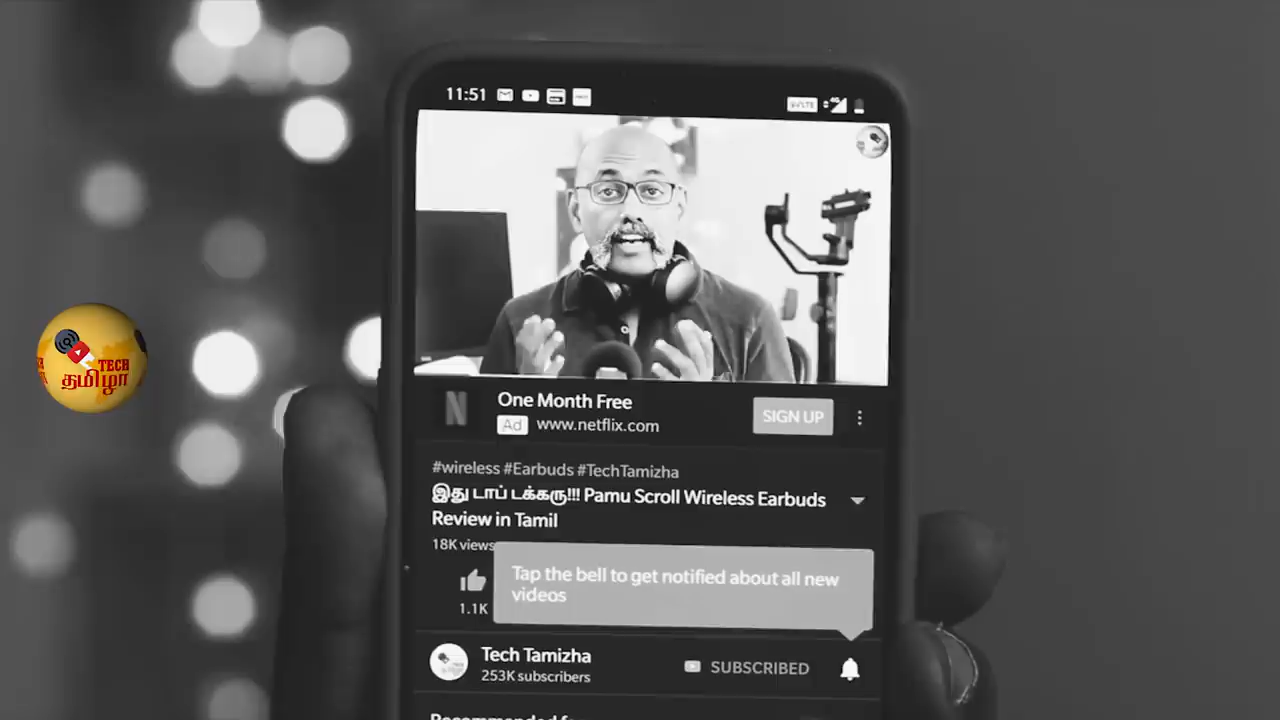 11:51
TECH
தமிழா
One Month Free
SIGN UP
Ad www.netflix.com
#wireless #Earbuds #TechTamizha
இது டாப் டக்கரு!!! Pamu Scroll Wireless Earbuds
Review in Tamil
18K views
Tap the bell to get notified about all new
videos
1.1K
Tech Tamizha
SUBSCRIBED
253K subscribers